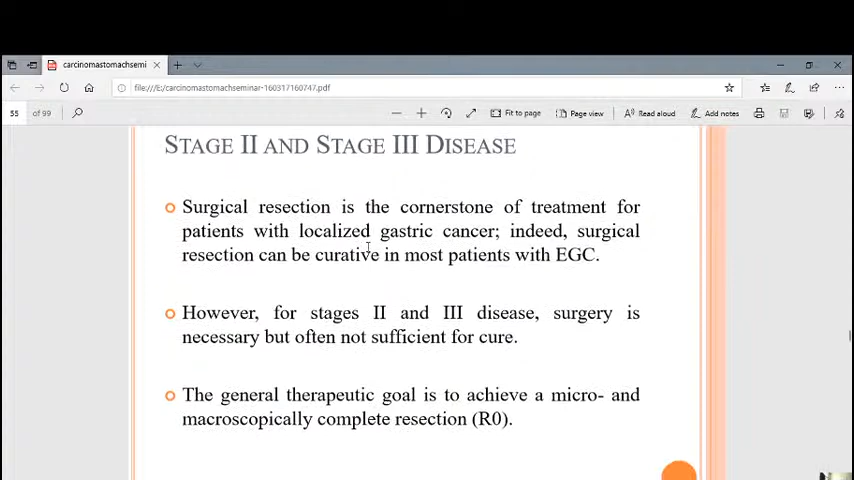 carcinomastomachsemi
file:///E:/carcinomastomachseminar-160317160747.pdf
55 of 99 Fit to page Page view Read aloud Add notes
STAGE II AND STAGE III DISEASE
Surgical resection is the cornerstone of treatment for
patients with localized gastric cancer; indeed, surgical
resection can be curative in most patients with EGC.
However, for stages II and III disease, surgery is
necessary but often not sufficient for cure.
The general therapeutic goal is to achieve a micro- and
macroscopically complete resection (R0).